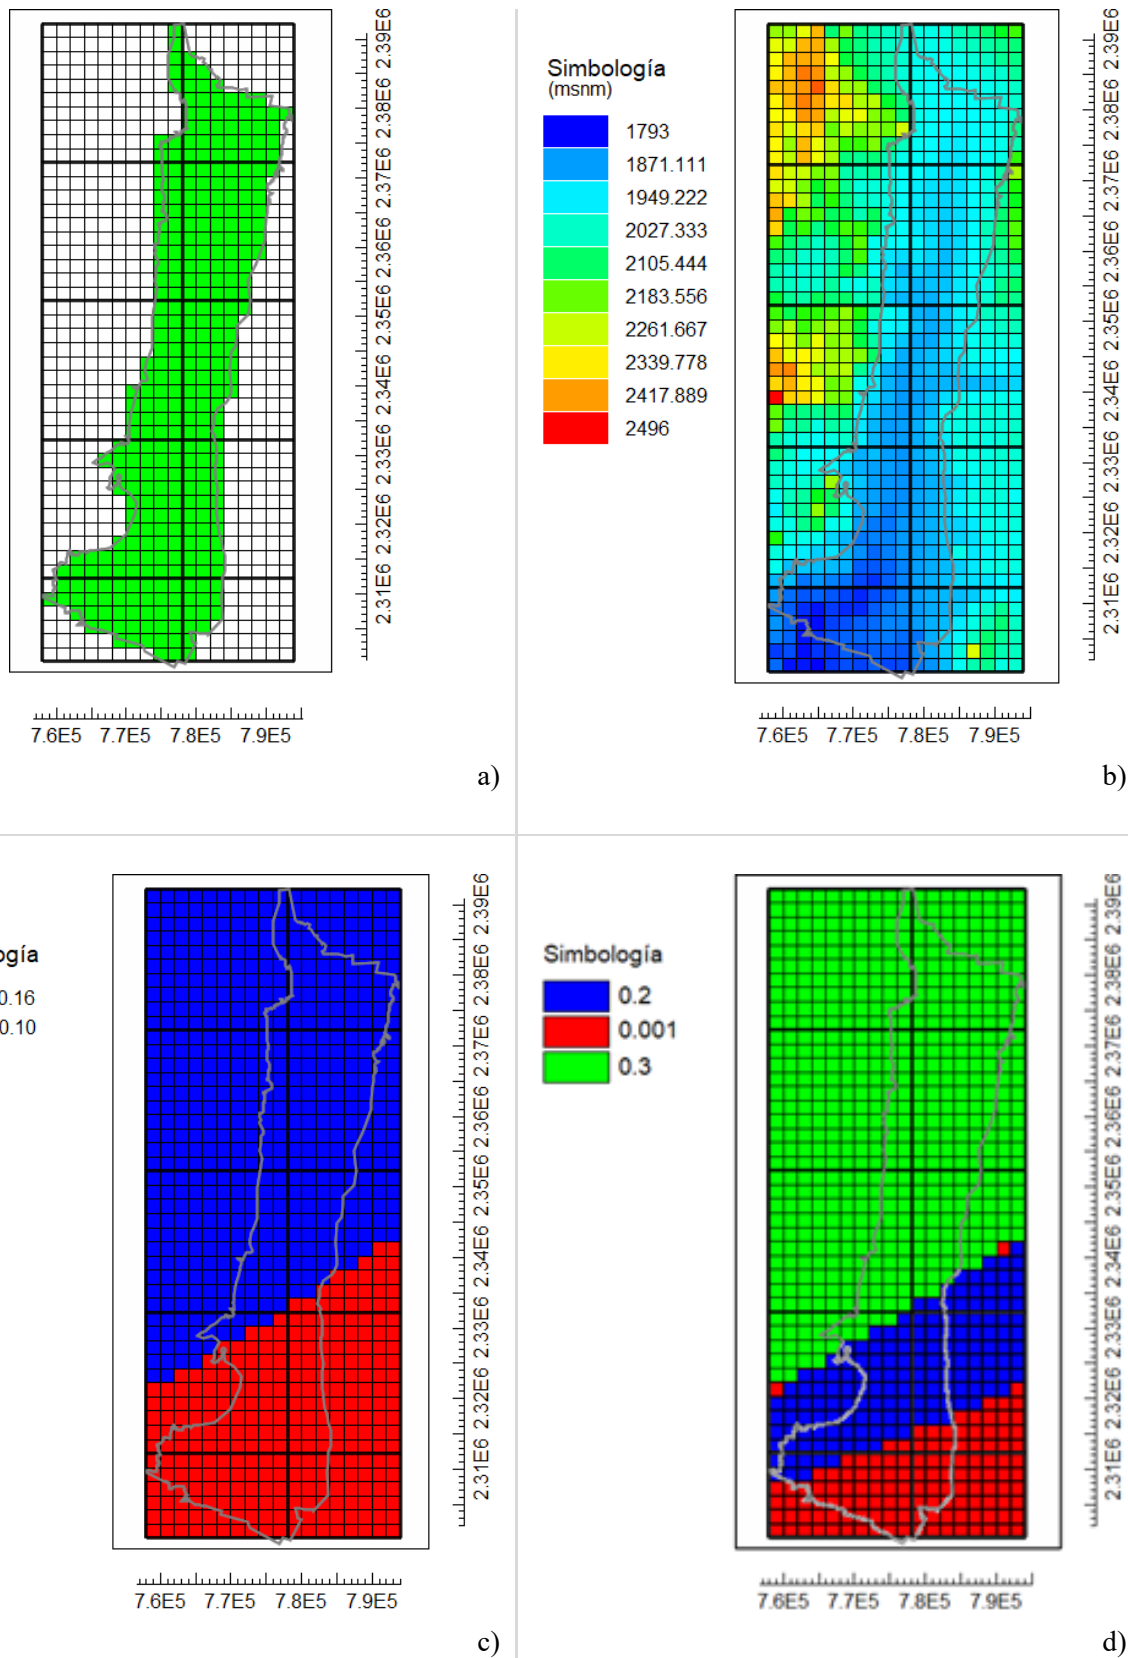 2.39E6
2.38E6
2.37E6
2.36E6
2.35E6
2.34E6
2.33E6
2.32E6
2.31E6
7.6E5 7.7E5 7.8E5 7.9E5
a)
Simbología
(msnm)
1793
1871.111
1949.222
2027.333
2105.444
2183.556
2261.667
2339.778
2417.889
2496
2.39E6
2.38E6
2.37E6
2.36E6
2.35E6
2.34E6
2.33E6
2.32E6
2.31E6
7.6E5 7.7E5 7.8E5 7.9E5
b)
ogía
0.16
0.10
2.39E6
2.38E6
2.37E6
2.36E6
2.35E6
2.34E6
2.33E6
2.32E6
2.31E6
7.6E5 7.7E5 7.8E5 7.9E5
c)
Simbología
0.2
0.001
0.3
2.39E6
2.38E6
2.37E6
2.36E6
2.35E6
2.34E6
2.33E6
2.32E6
2.31E6
7.6E5 7.7E5 7.8E5 7.9E5
d)